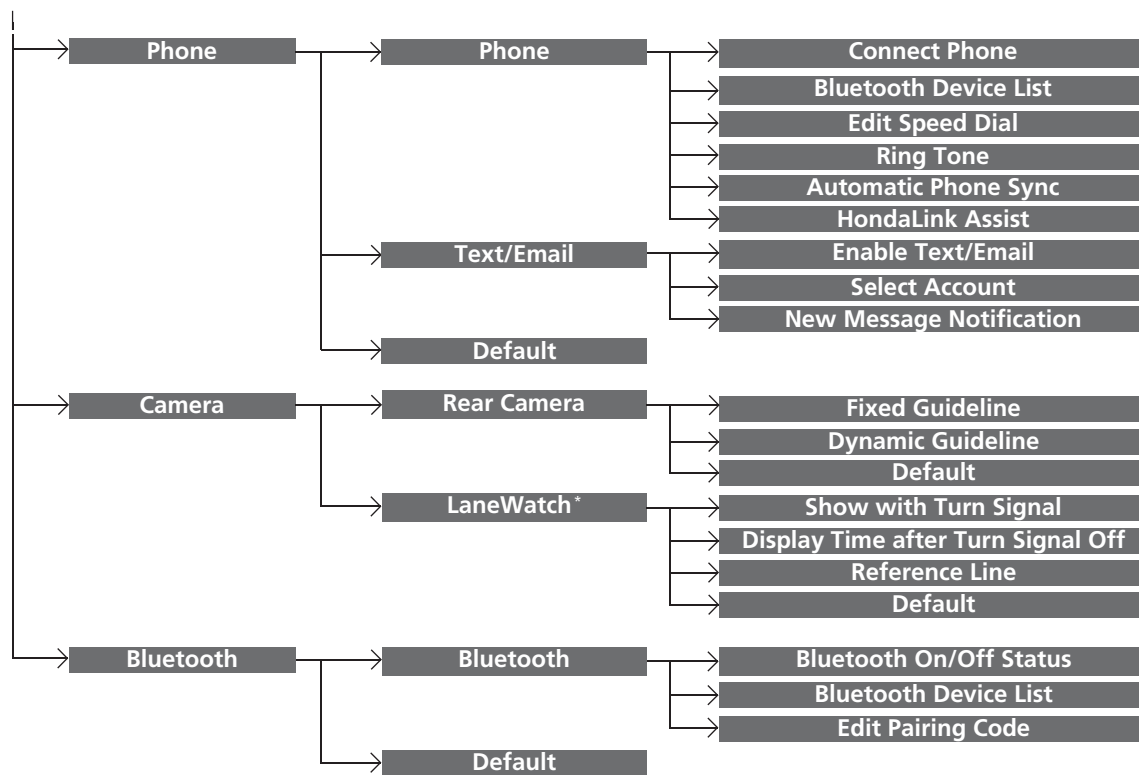 Phone
Phone
Connect Phone
Bluetooth Device List
Edit Speed Dial
Ring Tone
Automatic Phone Sync
HondaLink Assist
Text/Email
Enable Text/Email
Select Account
New Message Notification
Default
Camera
Rear Camera
Fixed Guideline
Dynamic Guideline
Default
LaneWatch*
Show with Turn Signal
Display Time after Turn Signal Off
Reference Line
Default
Bluetooth
Bluetooth
Bluetooth On/Off Status
Bluetooth Device List
Edit Pairing Code
Default